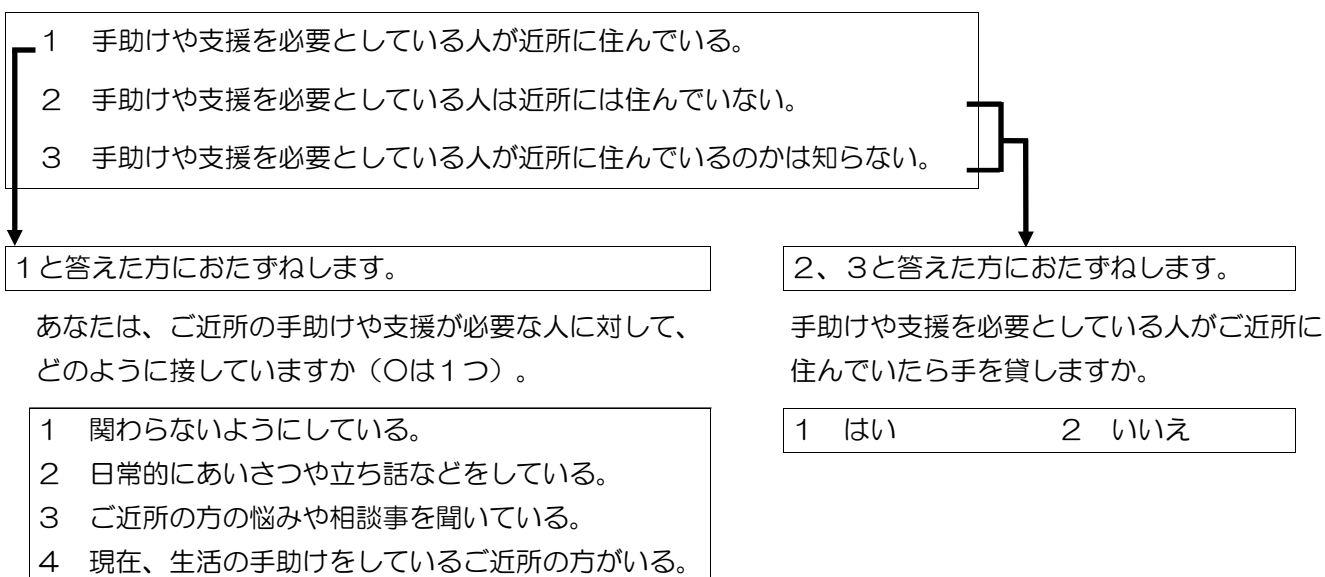 １　手助けや支援を必要としている人が近所に住んでいる。
２　手助けや支援を必要としている人は近所には住んでいない。
３　手助けや支援を必要としている人が近所に住んでいるのかは知らない。
１と答えた方におたずねします。
あなたは、ご近所の手助けや支援が必要な人に対して、
どのように接していますか（〇は１つ）。
１　関わらないようにしている。
２　日常的にあいさつや立ち話などをしている。
３　ご近所の方の悩みや相談事を聞いている。
４　現在、生活の手助けをしているご近所の方がいる。
２、３と答えた方におたずねします。
手助けや支援を必要としている人がご近所に
住んでいたら手を貸しますか。
１　はい　　　　　２　いいえ